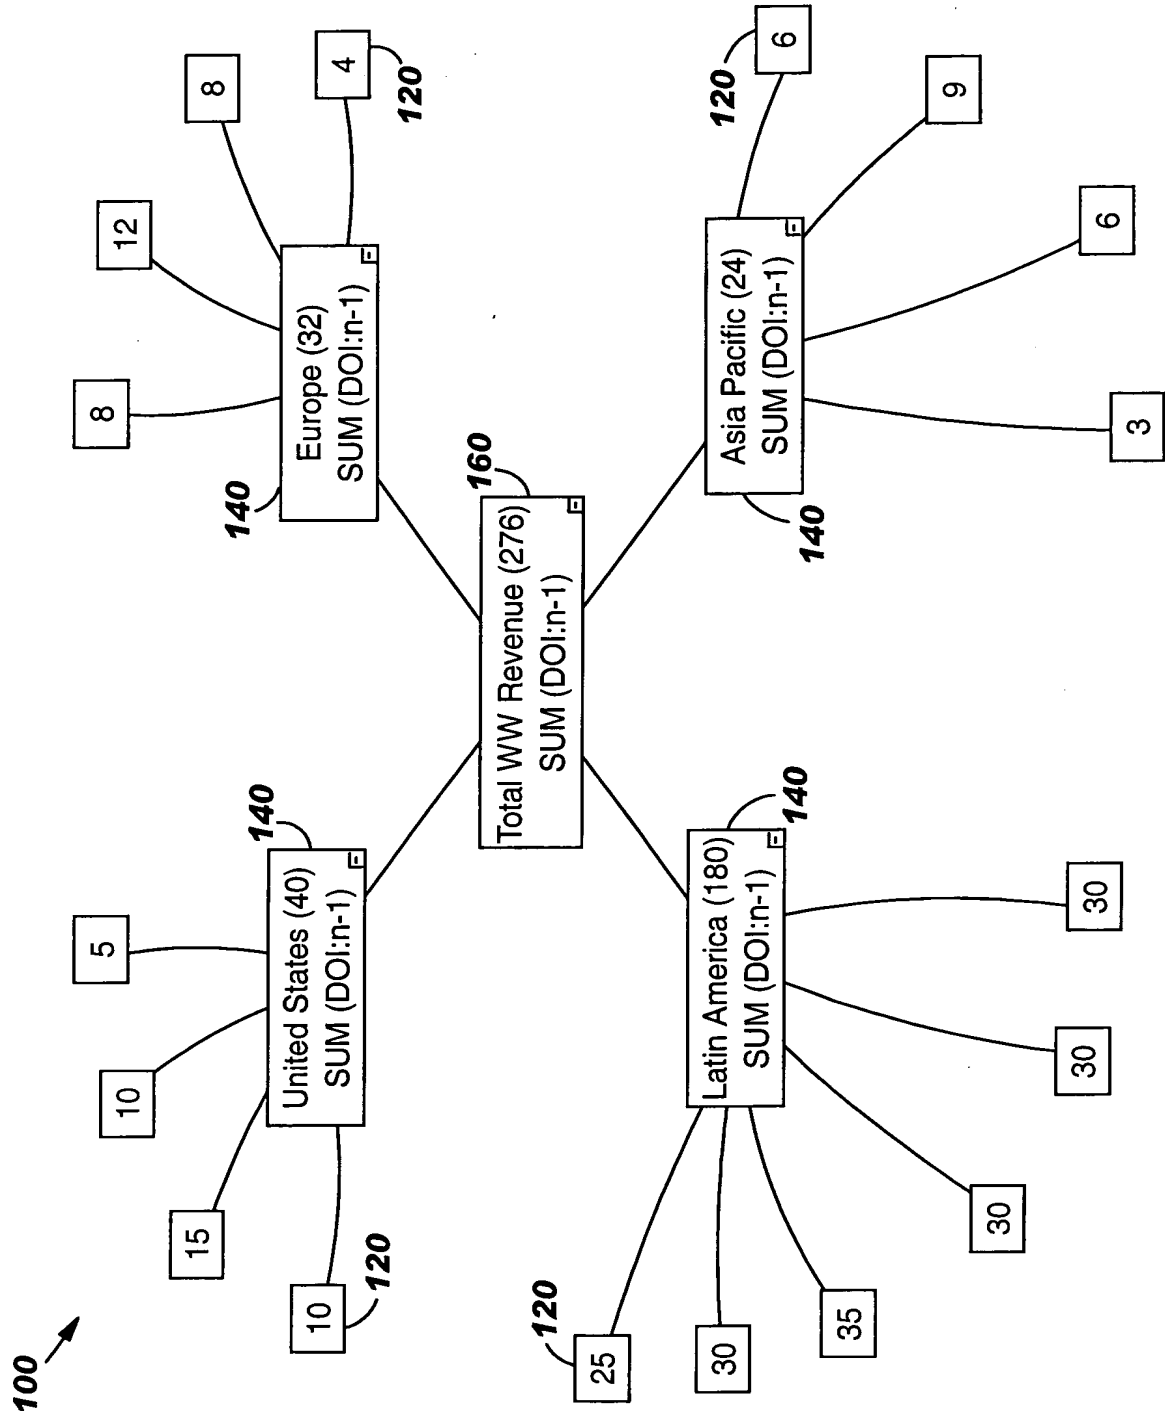 100
5
8
10
12
15
8
140
140
United States (40)
SUM (DOI:n-1)
Europe (32)
SUM (DOI:n-1)
10
120
4
120
160
Total WW Revenue (276)
SUM (DOI:n-1)
120
25
30
Latin America (180)
SUM (DOI:n-1)
140
Asia Pacific (24)
SUM (DOI:n-1)
140
120
6
35
9
30
30
30
6
3